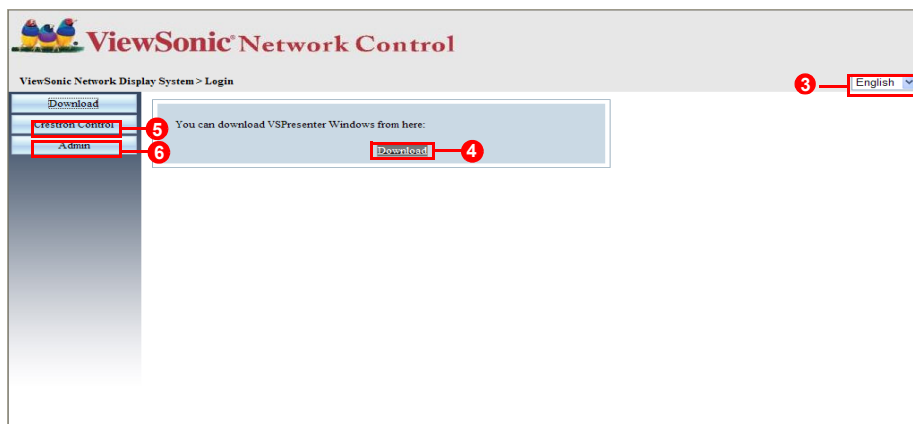 ViewSonic® Network Control
ViewSonic Network Display System > Login
3
English
Download
Crestron Control
5
Admin
6
You can download VSPresenter Windows from here:
Download
4